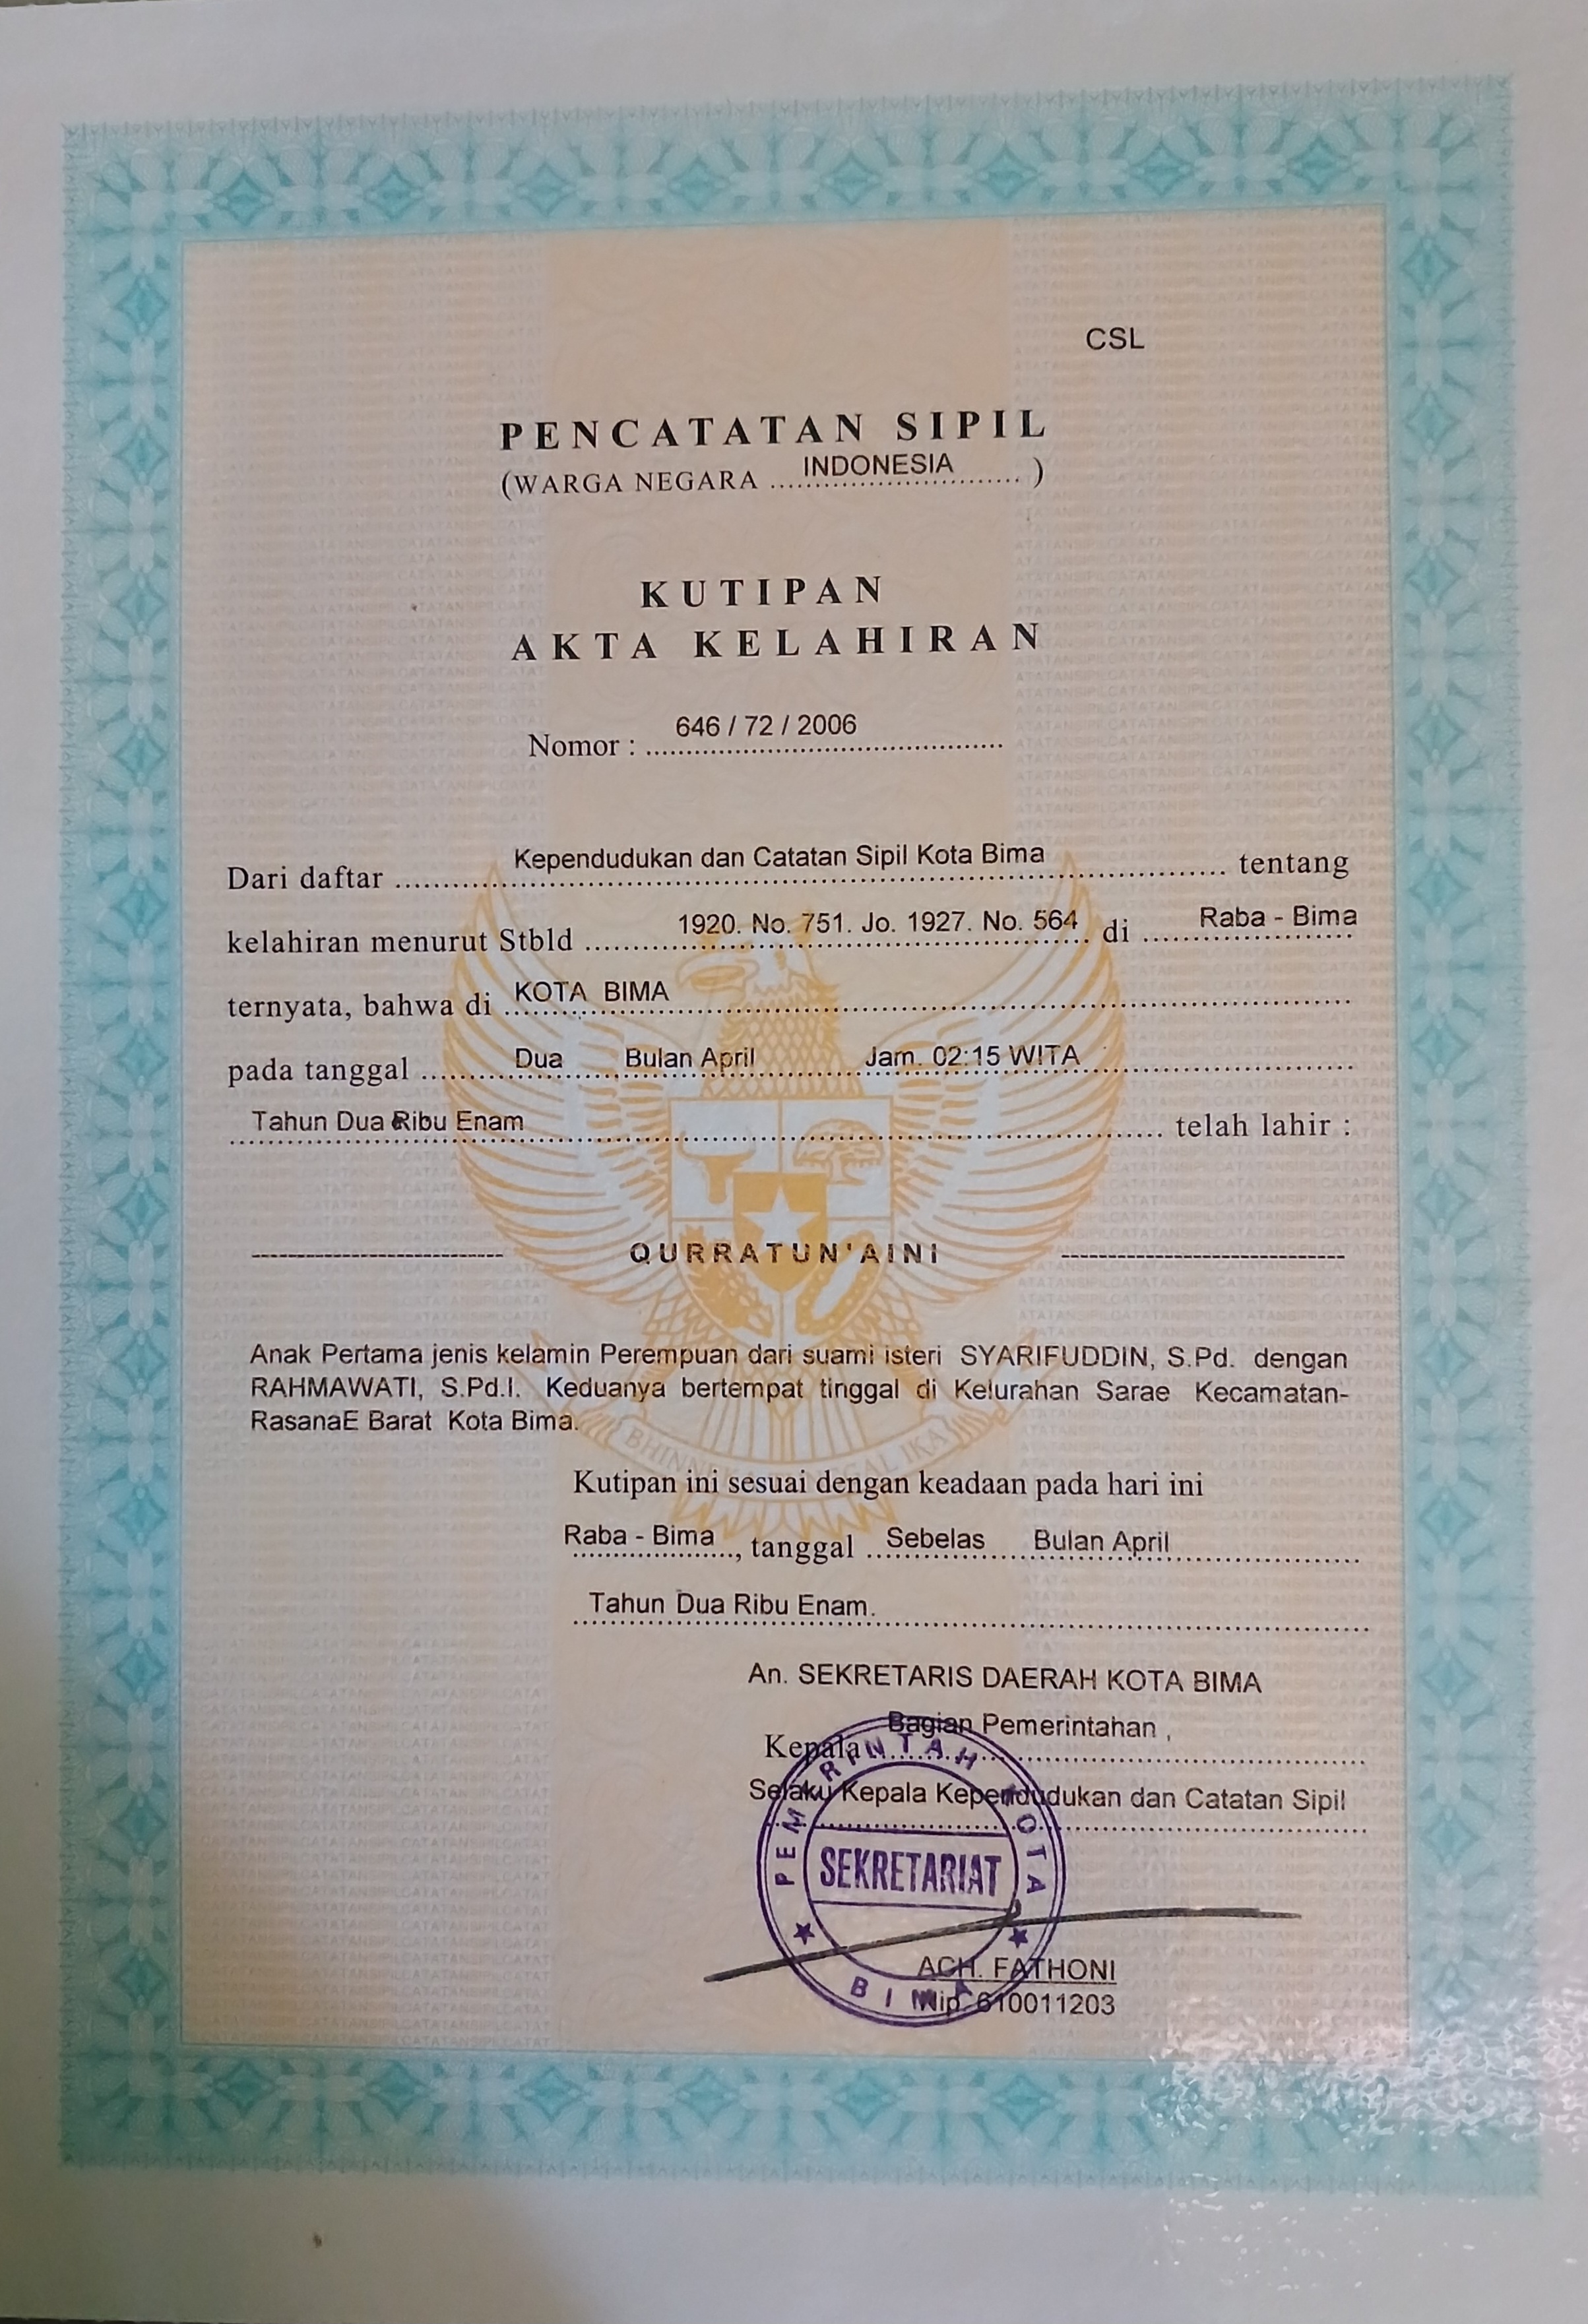 CSL
PENCATATAN SIPIL
(WARGA NEGARA INDONESIA )
KUTIPAN
AKTA KELAHIRAN
Nomor : 646 / 72 / 2006
Dari daftar Kependudukan dan Catatan Sipil Kota Bima tentang
kelahiran menurut Stbld 1920. No. 751. Jo. 1927. No. 564 di Raba - Bima
ternyata, bahwa di KOTA BIMA
pada tanggal Dua Bulan April Jam. 02:15 WITA
Tahun Dua Ribu Enam telah lahir :
QURRATUN'AINI
Anak Pertama jenis kelamin Perempuan dari suami isteri SYARIFUDDIN, S.Pd. dengan
RAHMAWATI, S.Pd.I. Keduanya bertempat tinggal di Kelurahan Sarae Kecamatan-
RasanaE Barat Kota Bima.
BHINNEKA TUNGGAL IKA
Kutipan ini sesuai dengan keadaan pada hari ini
Raba - Bima, tanggal Sebelas Bulan April
Tahun Dua Ribu Enam.
An. SEKRETARIS DAERAH KOTA BIMA
Kepala Bagian Pemerintahan ,
Selaku Kepala Kependudukan dan Catatan Sipil
PEMERINTAH KOTA
SEKRETARIAT
BIMA
ACH. FATHONI
Nip. 610011203